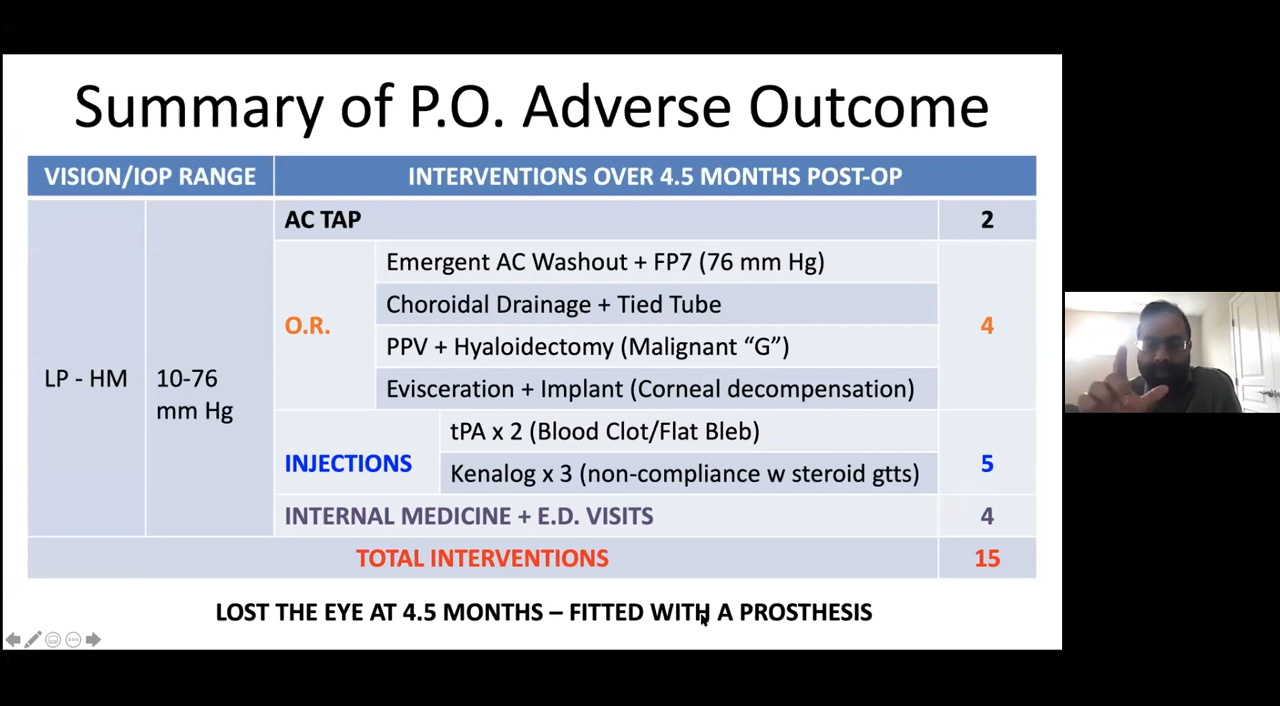 Summary of P.O. Adverse Outcome
VISION/IOP RANGE
INTERVENTIONS OVER 4.5 MONTHS POST-OP
LP - HM
10-76
mm Hg
AC TAP
2
O.R.
Emergent AC Washout + FP7 (76 mm Hg)
Choroidal Drainage + Tied Tube
PPV + Hyaloidectomy (Malignant “G”)
Evisceration + Implant (Corneal decompensation)
4
INJECTIONS
tPA x 2 (Blood Clot/Flat Bleb)
Kenalog x 3 (non-compliance w steroid gtts)
5
INTERNAL MEDICINE + E.D. VISITS
4
TOTAL INTERVENTIONS
15
LOST THE EYE AT 4.5 MONTHS – FITTED WITH A PROSTHESIS